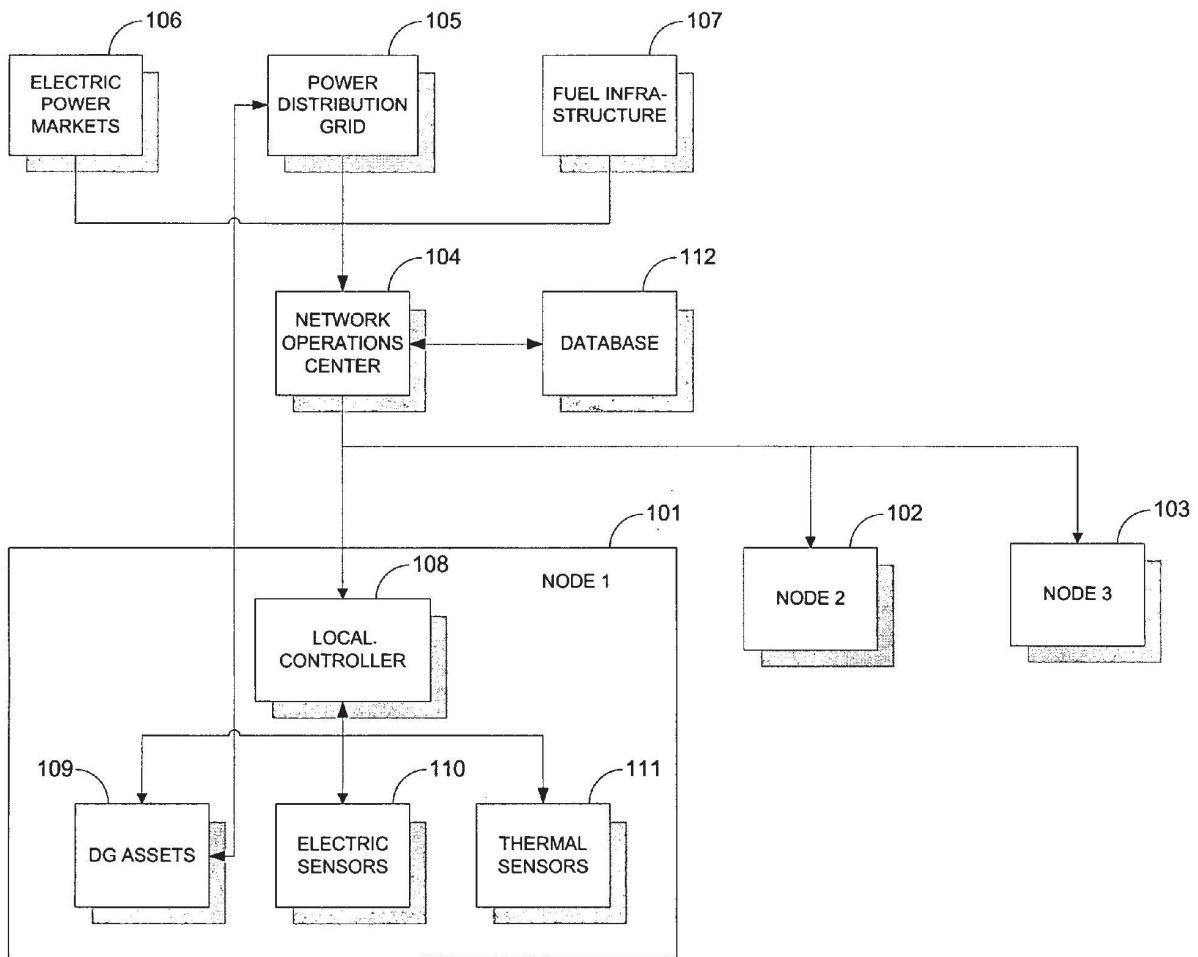 106
105
107
ELECTRIC
POWER
MARKETS
POWER
DISTRIBUTION
GRID
FUEL INFRA-
STRUCTURE
104
112
NETWORK
OPERATIONS
CENTER
DATABASE
101
102
103
NODE 1
108
NODE 2
NODE 3
LOCAL.
CONTROLLER
109
110
111
DG ASSETS
ELECTRIC
SENSORS
THERMAL
SENSORS